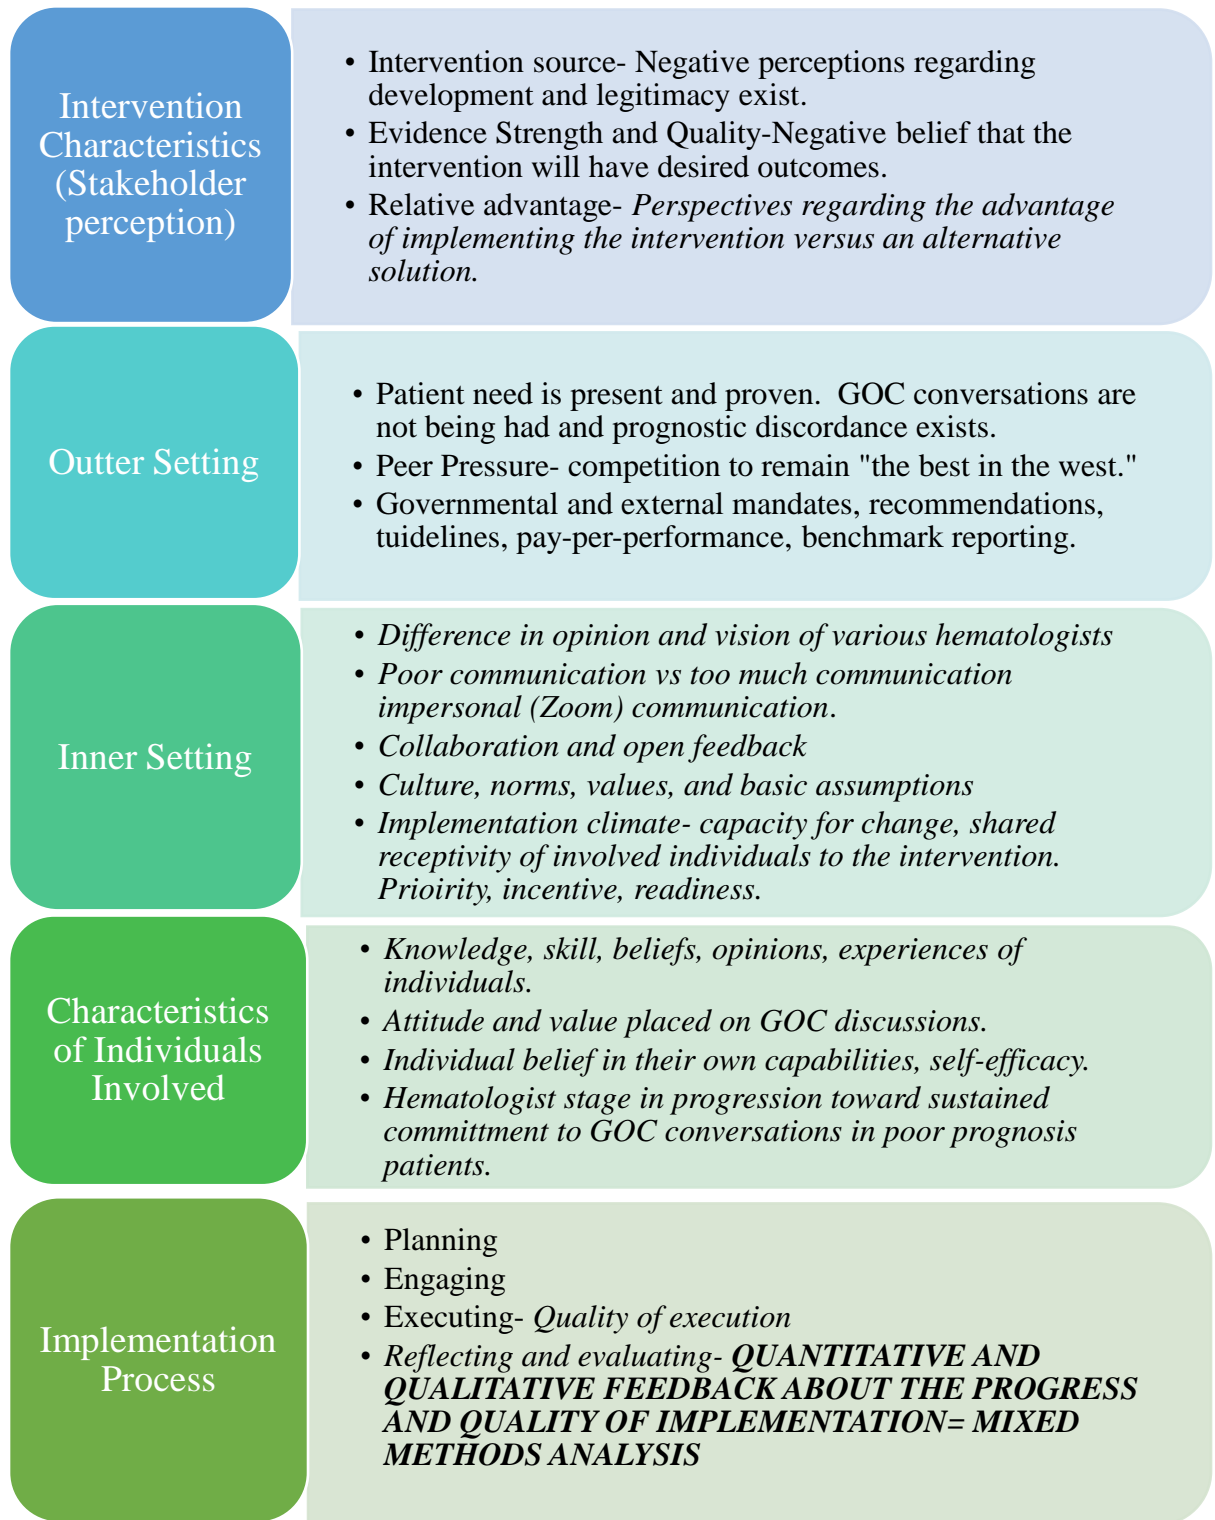 Intervention
Characteristics
(Stakeholder
perception)
• Intervention source- Negative perceptions regarding
development and legitimacy exist.
• Evidence Strength and Quality-Negative belief that the
intervention will have desired outcomes.
• Relative advantage- Perspectives regarding the advantage
of implementing the intervention versus an alternative
solution.
Outter Setting
• Patient need is present and proven.  GOC conversations are
not being had and prognostic discordance exists.
• Peer Pressure- competition to remain "the best in the west."
• Governmental and external mandates, recommendations,
tuidelines, pay-per-performance, benchmark reporting.
Inner Setting
• Difference in opinion and vision of various hematologists
• Poor communication vs too much communication
impersonal (Zoom) communication.
• Collaboration and open feedback
• Culture, norms, values, and basic assumptions
• Implementation climate- capacity for change, shared
receptivity of involved individuals to the intervention.
Prioirity, incentive, readiness.
Characteristics
of Individuals
Involved
• Knowledge, skill, beliefs, opinions, experiences of
individuals.
• Attitude and value placed on GOC discussions.
• Individual belief in their own capabilities, self-efficacy.
• Hematologist stage in progression toward sustained
committment to GOC conversations in poor prognosis
patients.
Implementation
Process
• Planning
• Engaging
• Executing- Quality of execution
• Reflecting and evaluating- QUANTITATIVE AND
QUALITATIVE FEEDBACK ABOUT THE PROGRESS
AND QUALITY OF IMPLEMENTATION= MIXED
METHODS ANALYSIS